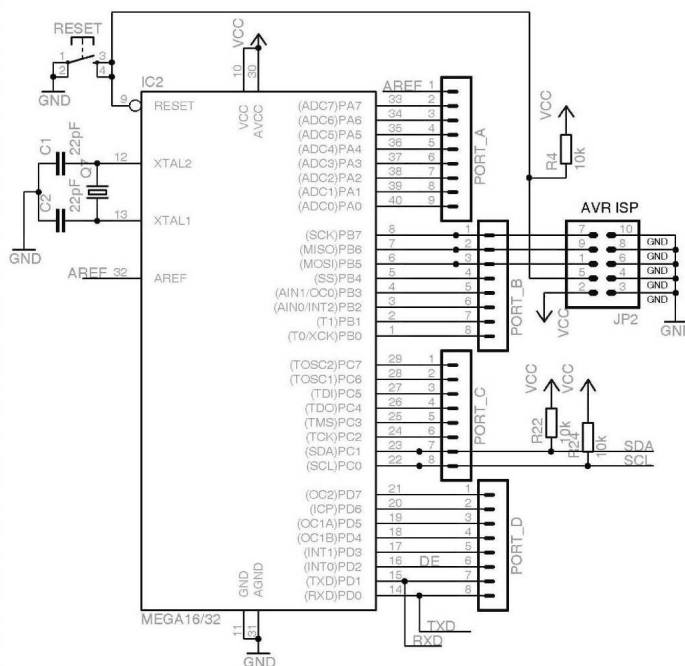 RESET
1 3
2 4
GND
IC2
VCC
10
30
9
RESET
VCC
AVCC
C1
22pF
12
XTAL2
Q7
C2
22pF
13
XTAL1
GND
AREF 32
AREF
AREF 1
(ADC7)PA7 33 2
(ADC6)PA6 34 3
(ADC5)PA5 35 4
(ADC4)PA4 36 5
(ADC3)PA3 37 6
(ADC2)PA2 38 7
(ADC1)PA1 39 8
(ADC0)PA0 40 9
PORT_A
VCC
R4
10k
(SCK)PB7 8 1
(MISO)PB6 7 2
(MOSI)PB5 6 3
(SS)PB4 5 4
(AIN1/OC0)PB3 4 5
(AIN0/INT2)PB2 3 6
(T1)PB1 2 7
(T0/XCK)PB0 1 8
PORT_B
AVR ISP
7 10
9 8 GND
1 6 GND
5 4 GND
2 3 GND
GND
VCC
JP2
GND
(TOSC2)PC7 29 1
(TOSC1)PC6 28 2
(TDI)PC5 27 3
(TDO)PC4 26 4
(TMS)PC3 25 5
(TCK)PC2 24 6
(SDA)PC1 23 7
(SCL)PC0 22 8
PORT_C
VCC
VCC
R22
10k
R24
10k
SDA
SCL
(OC2)PD7 21 1
(ICP)PD6 20 2
(OC1A)PD5 19 3
(OC1B)PD4 18 4
(INT1)PD3 17 5
(INT0)PD2 16 DE 6
(TXD)PD1 15 7
(RXD)PD0 14 8
PORT_D
GND
AGND
MEGA16/32
11
31
GND
TXD
RXD